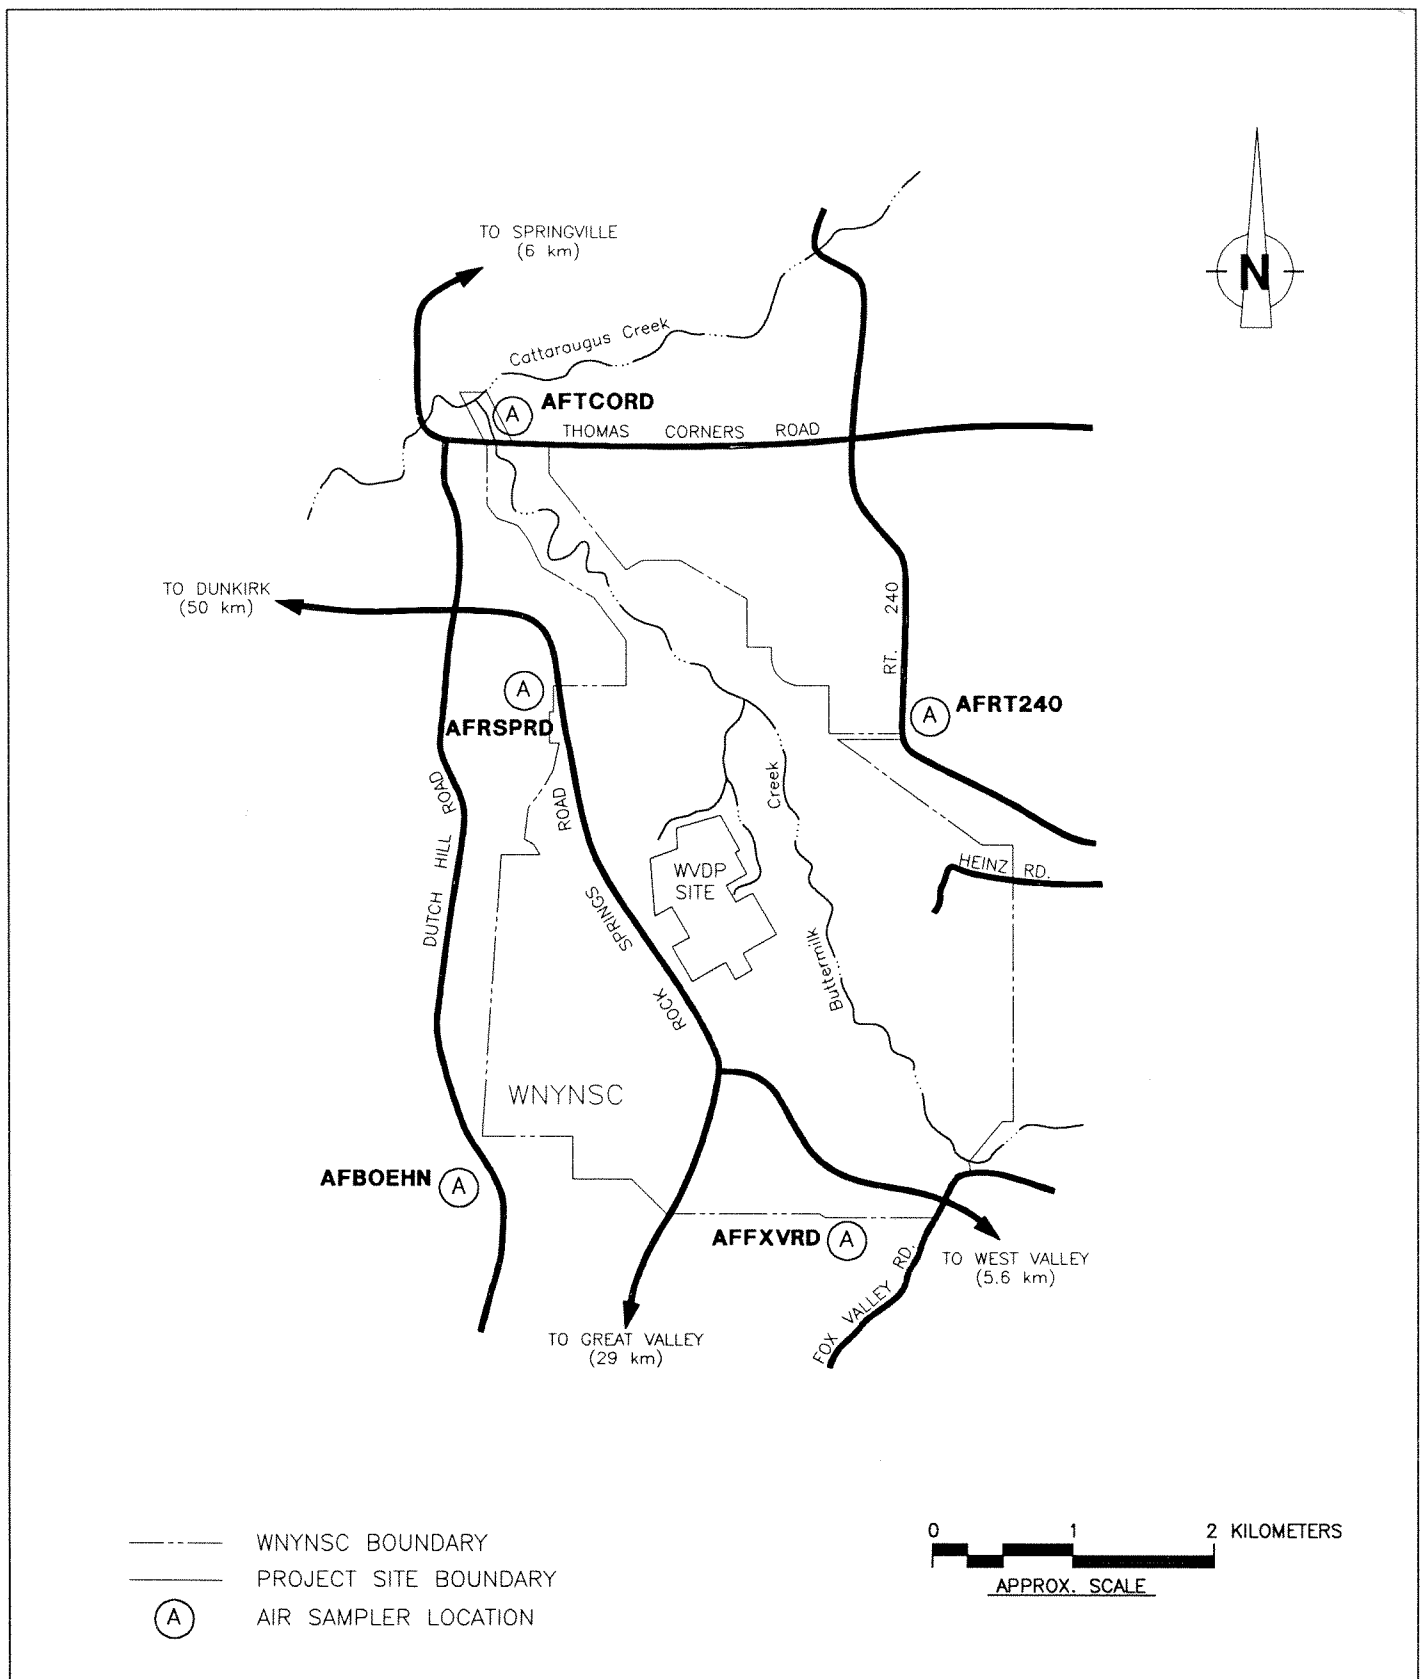 N
TO SPRINGVILLE
(6 km)
Cattaraugus Creek
A
AFTCORD
THOMAS CORNERS ROAD
TO DUNKIRK
(50 km)
RT. 240
A
AFRSPRD
A
AFRT240
DUTCH HILL ROAD
ROCK SPRINGS ROAD
Buttermilk Creek
WVDP
SITE
HEINZ RD.
WNYNSC
AFBOEHN
A
AFFXVRD
A
TO WEST VALLEY
(5.6 km)
FOX VALLEY RD.
TO GREAT VALLEY
(29 km)
WNYNSC BOUNDARY
PROJECT SITE BOUNDARY
A
AIR SAMPLER LOCATION
0 1 2 KILOMETERS
APPROX. SCALE